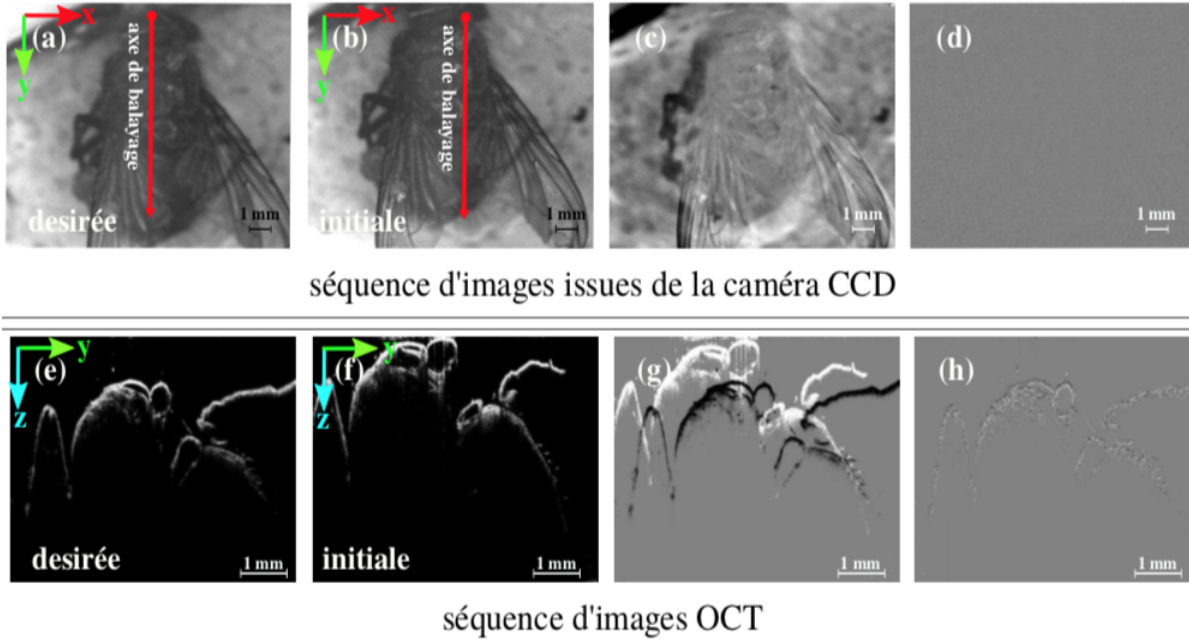 (a)
x
y
axe de balayage
desirée
1 mm
(b)
x
y
axe de balayage
initiale
1 mm
(c)
1 mm
(d)
1 mm
séquence d'images issues de la caméra CCD
(e)
y
z
desirée
1 mm
(f)
y
z
initiale
1 mm
(g)
1 mm
(h)
1 mm
séquence d'images OCT